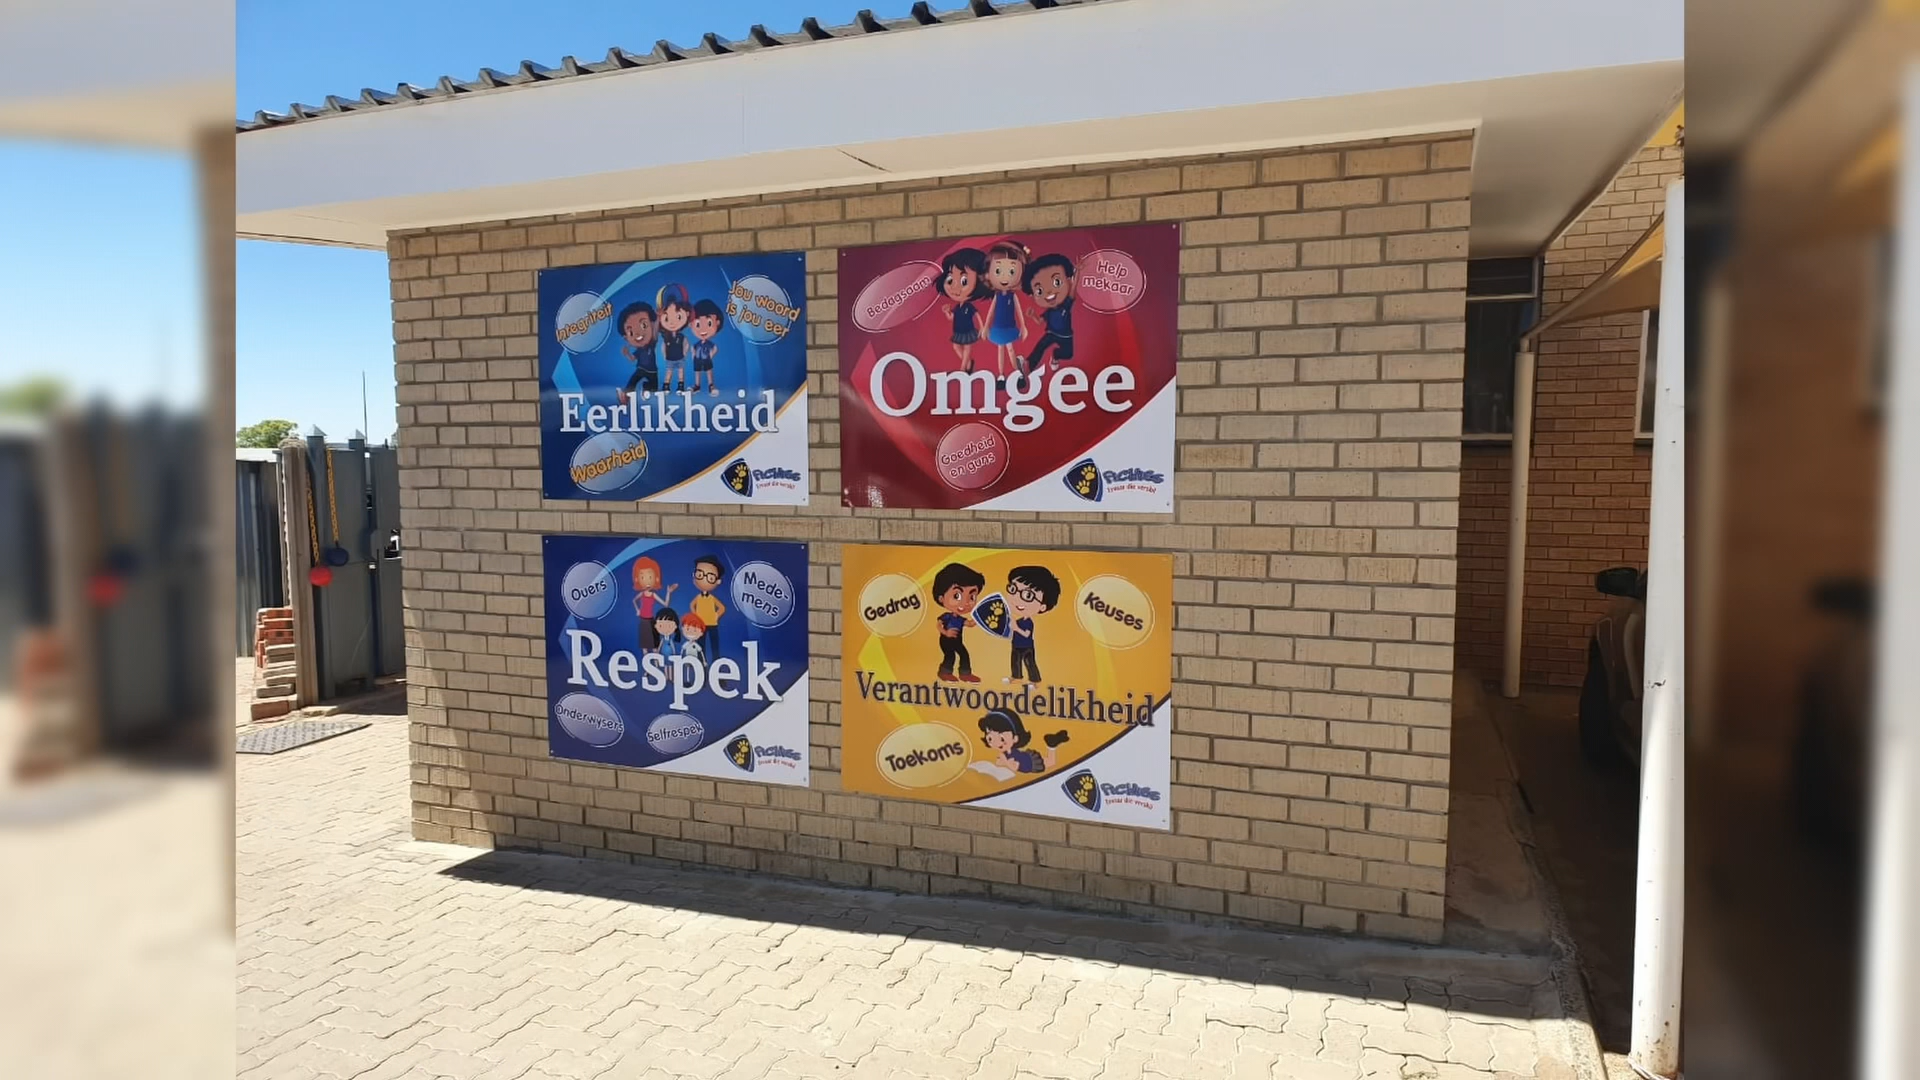 Integriteit
Jou woord
is jou eer
Eerlikheid
Waarheid
Bedagsaam
Help
mekaar
Omgee
Goedheid
en guns
Ouers
Mede-
mens
Respek
Onderwysers
Selfrespek
Gedrag
Keuses
Verantwoordelikheid
Toekoms